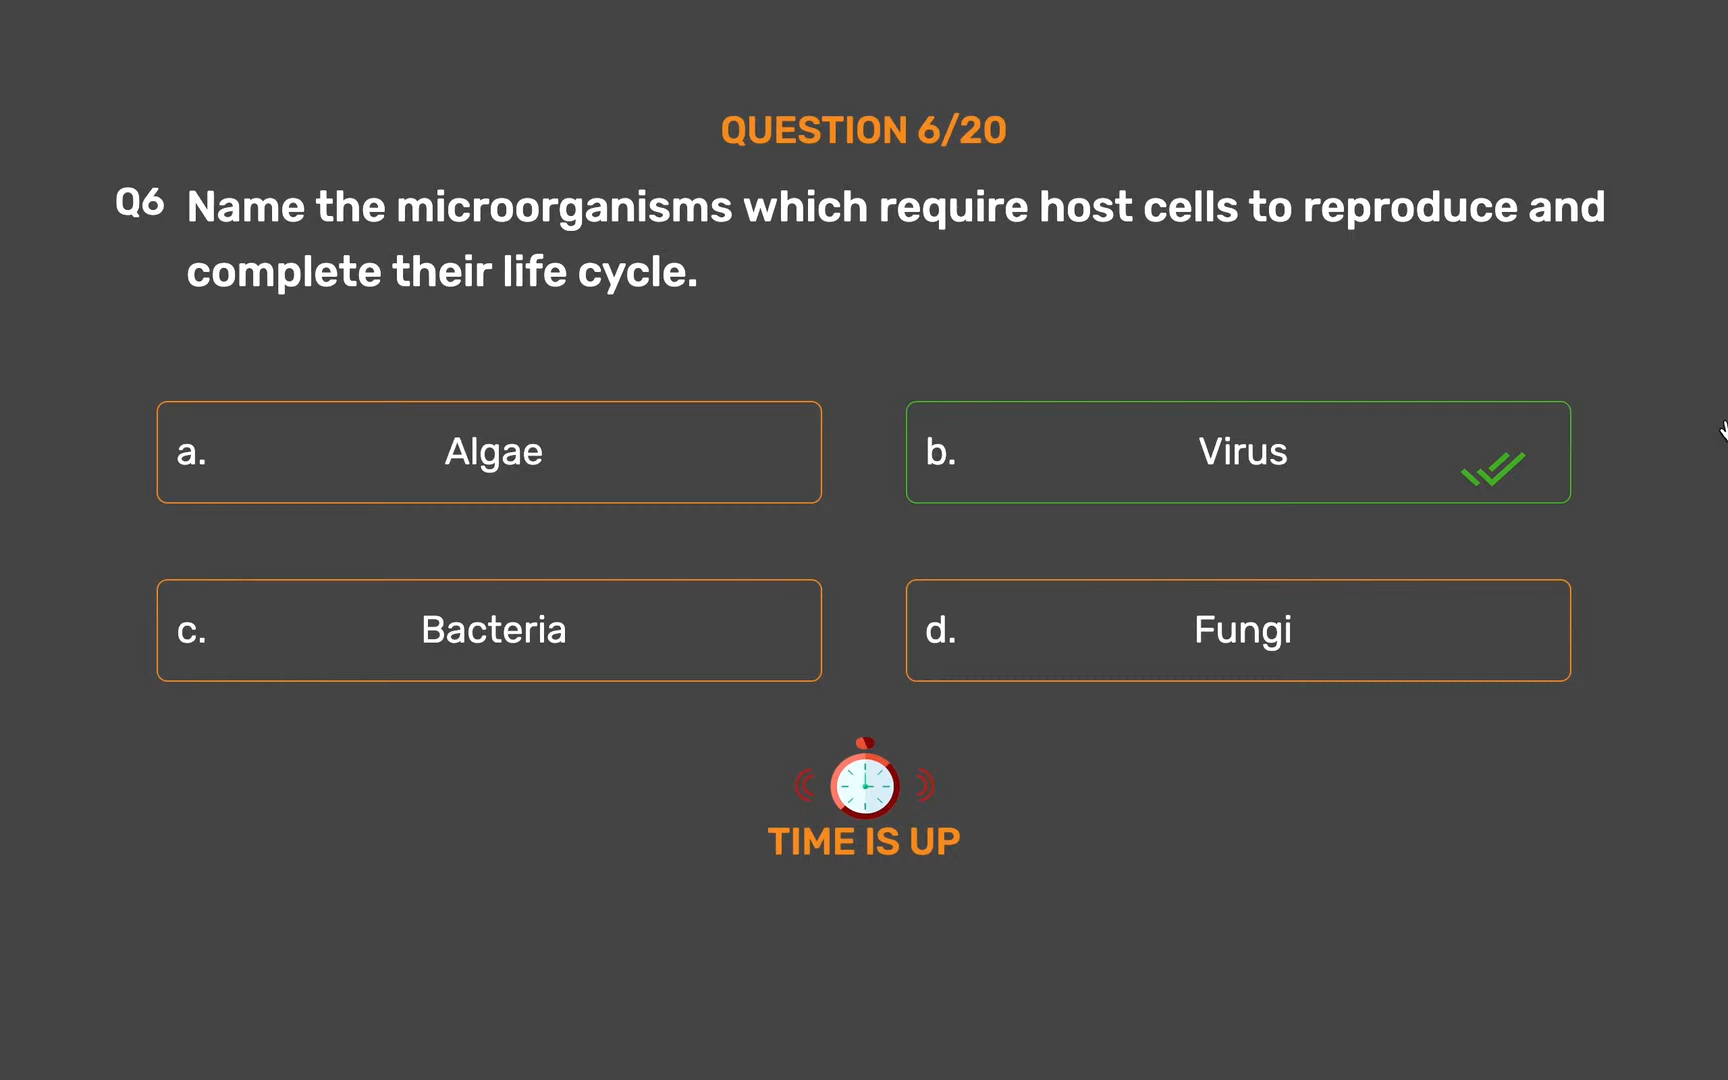 QUESTION 6/20
Q6 Name the microorganisms which require host cells to reproduce and
complete their life cycle.
a. Algae
b. Virus
c. Bacteria
d. Fungi
TIME IS UP